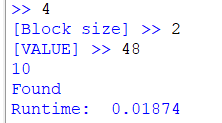 >> 4
[Block size] >> 2
[VALUE] >> 48
10
Found
Runtime:  0.01874